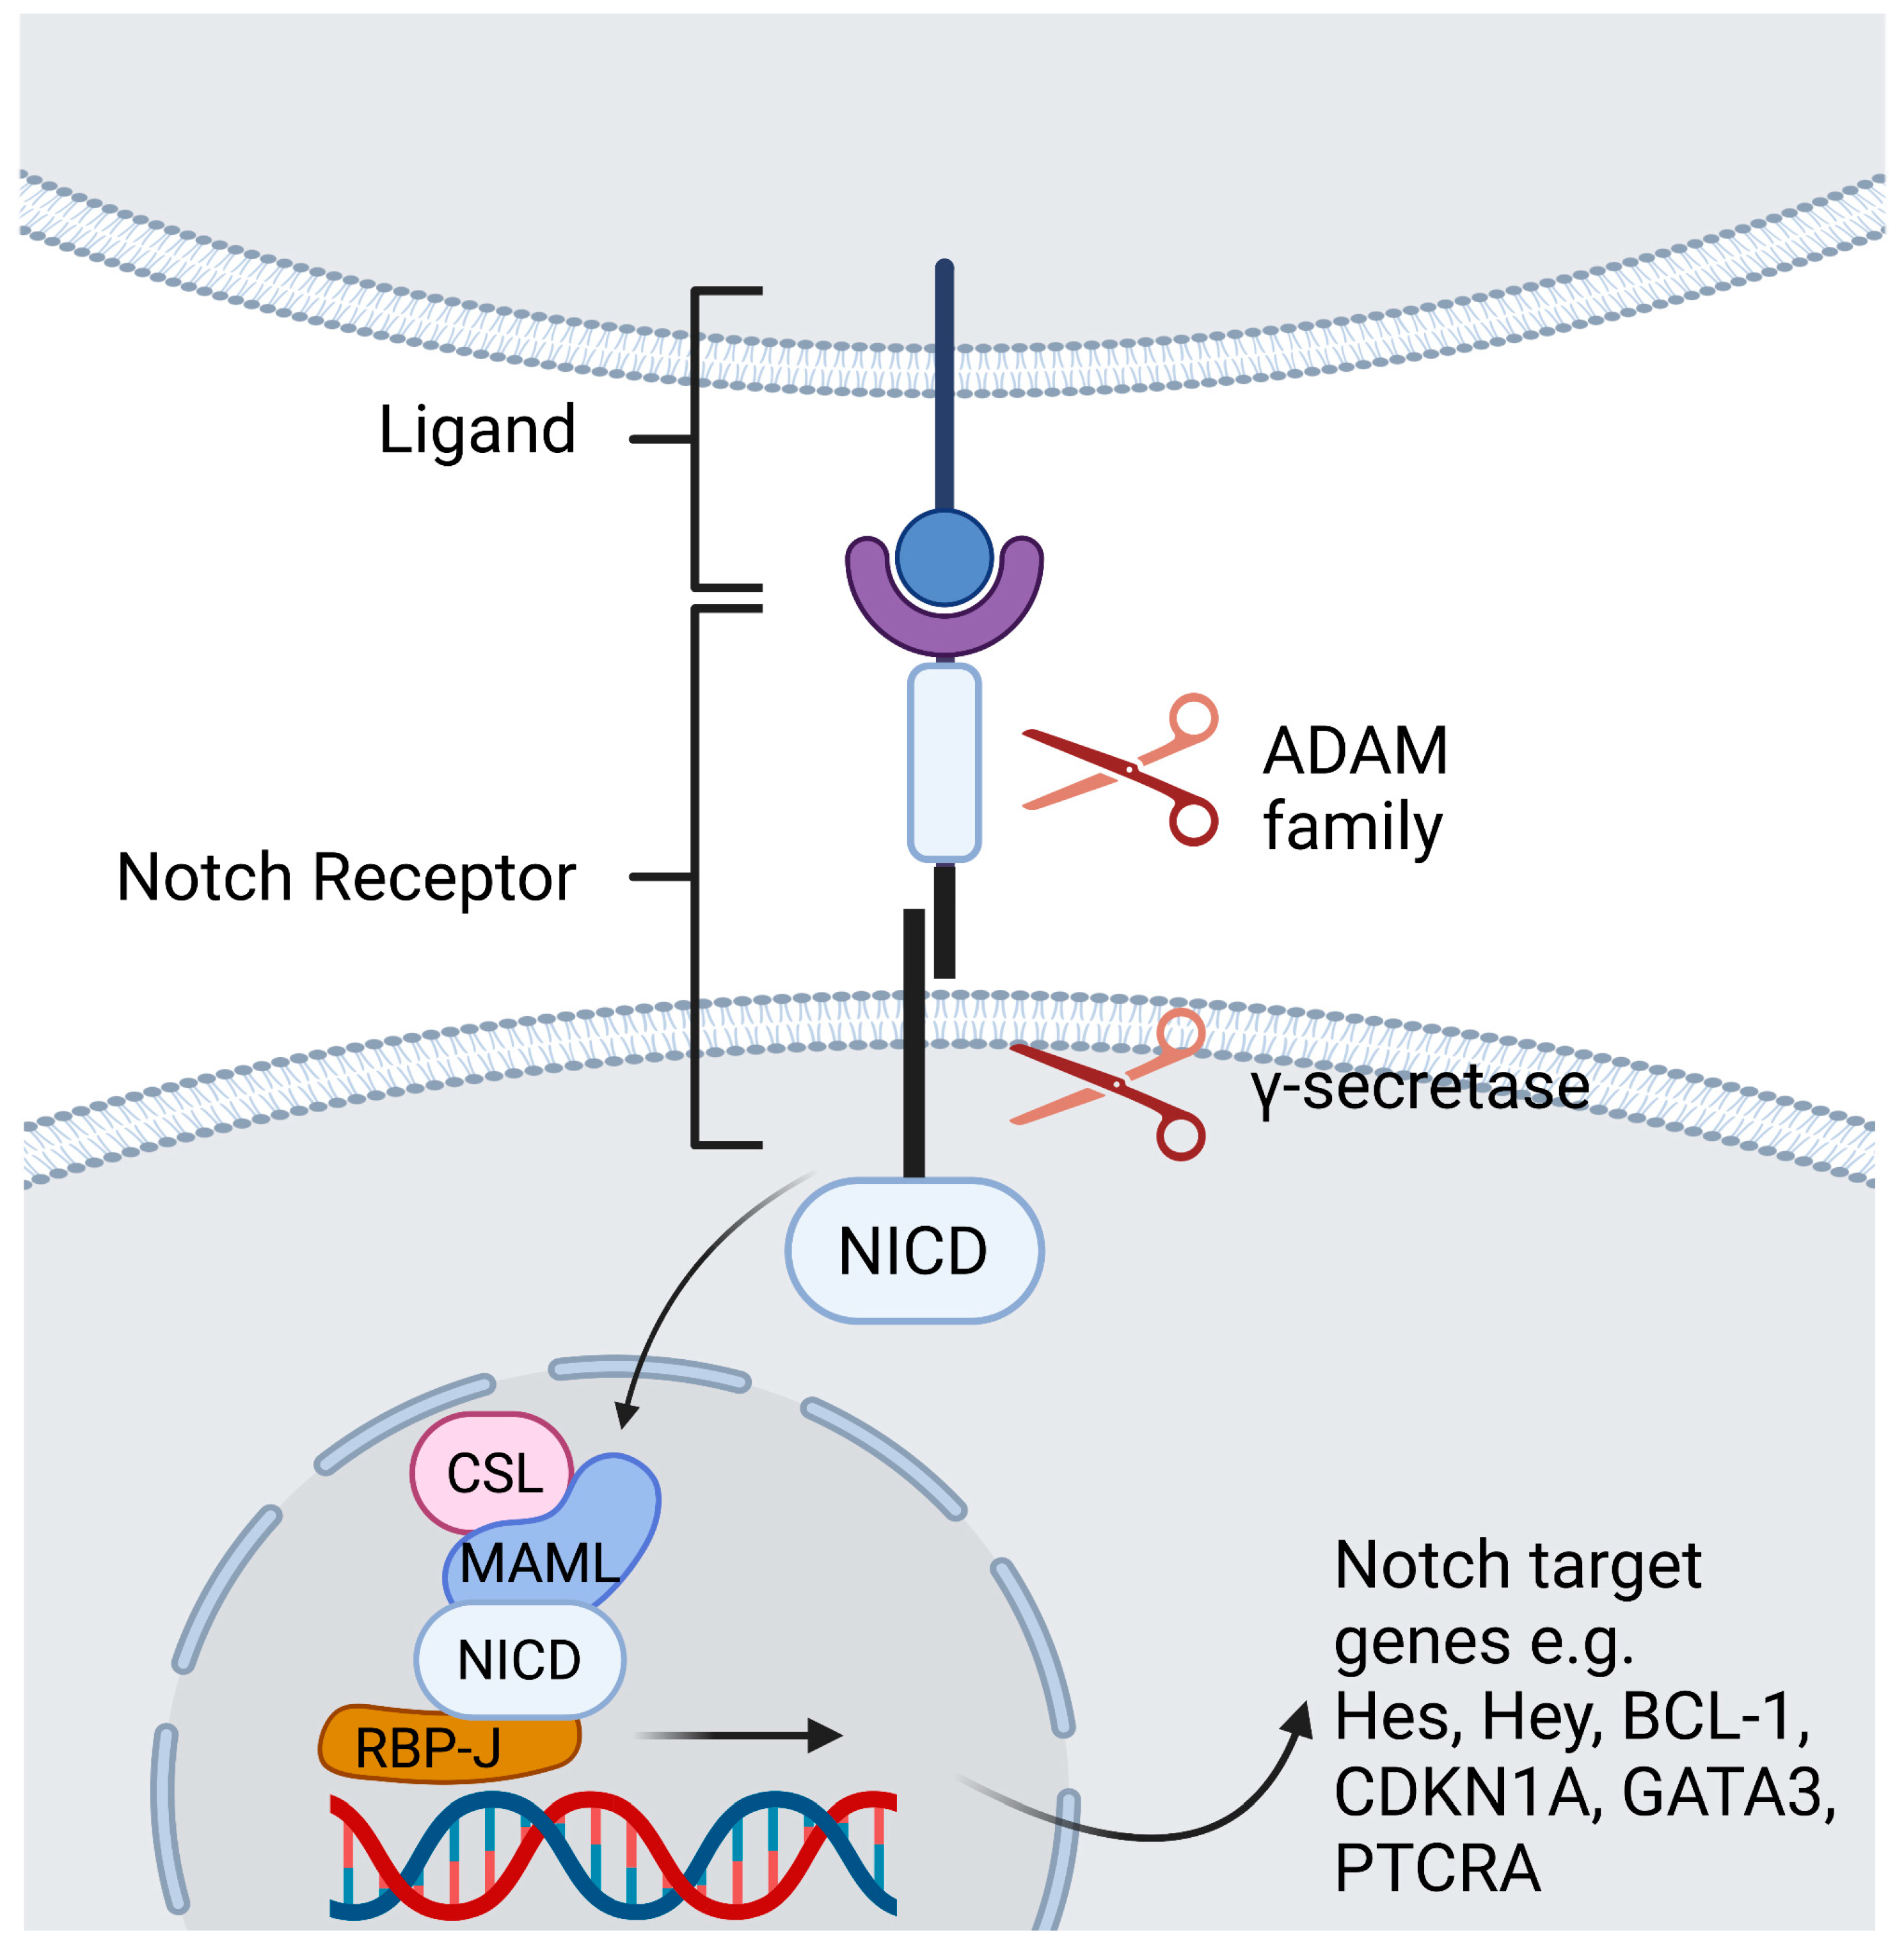 Ligand
ADAM
family
Notch Receptor
γ-secretase
NICD
CSL
MAML
NICD
RBP-J
Notch target
genes e.g.
Hes, Hey, BCL-1,
CDKN1A, GATA3,
PTCRA